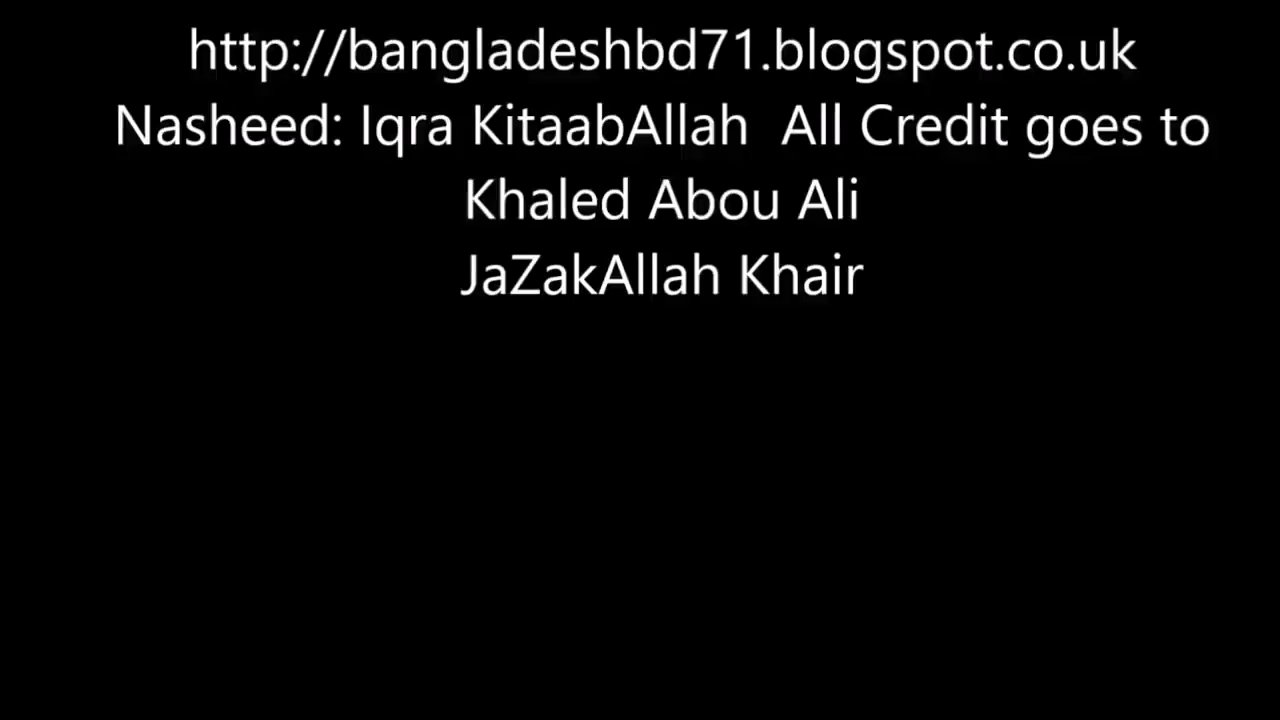 http://bangladeshbd71.blogspot.co.uk
Nasheed: Iqra KitaabAllah  All Credit goes to
Khaled Abou Ali
JaZakAllah Khair